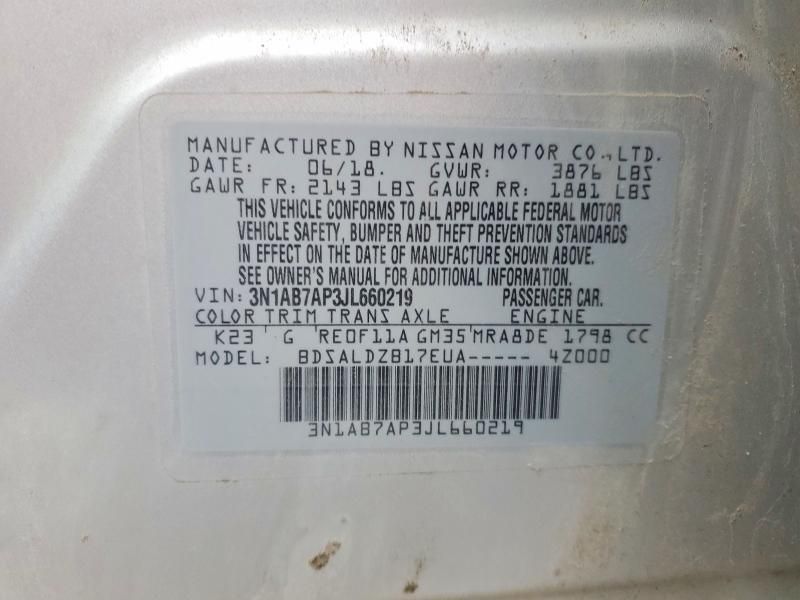 MANUFACTURED BY NISSAN MOTOR CO., LTD.
DATE: 06/18. GVWR: 3876 LBS
GAWR FR: 2143 LBS GAWR RR: 1881 LBS
THIS VEHICLE CONFORMS TO ALL APPLICABLE FEDERAL MOTOR
VEHICLE SAFETY, BUMPER AND THEFT PREVENTION STANDARDS
IN EFFECT ON THE DATE OF MANUFACTURE SHOWN ABOVE.
SEE OWNER'S MANUAL FOR ADDITIONAL INFORMATION.
VIN: 3N1AB7AP3JL660219 PASSENGER CAR.
COLOR TRIM TRANS AXLE ENGINE
K23 G RE0F11A GM35 MRA8DE 1798 CC
MODEL: BDSALDZB17EUA----- 4Z000
3N1AB7AP3JL660219